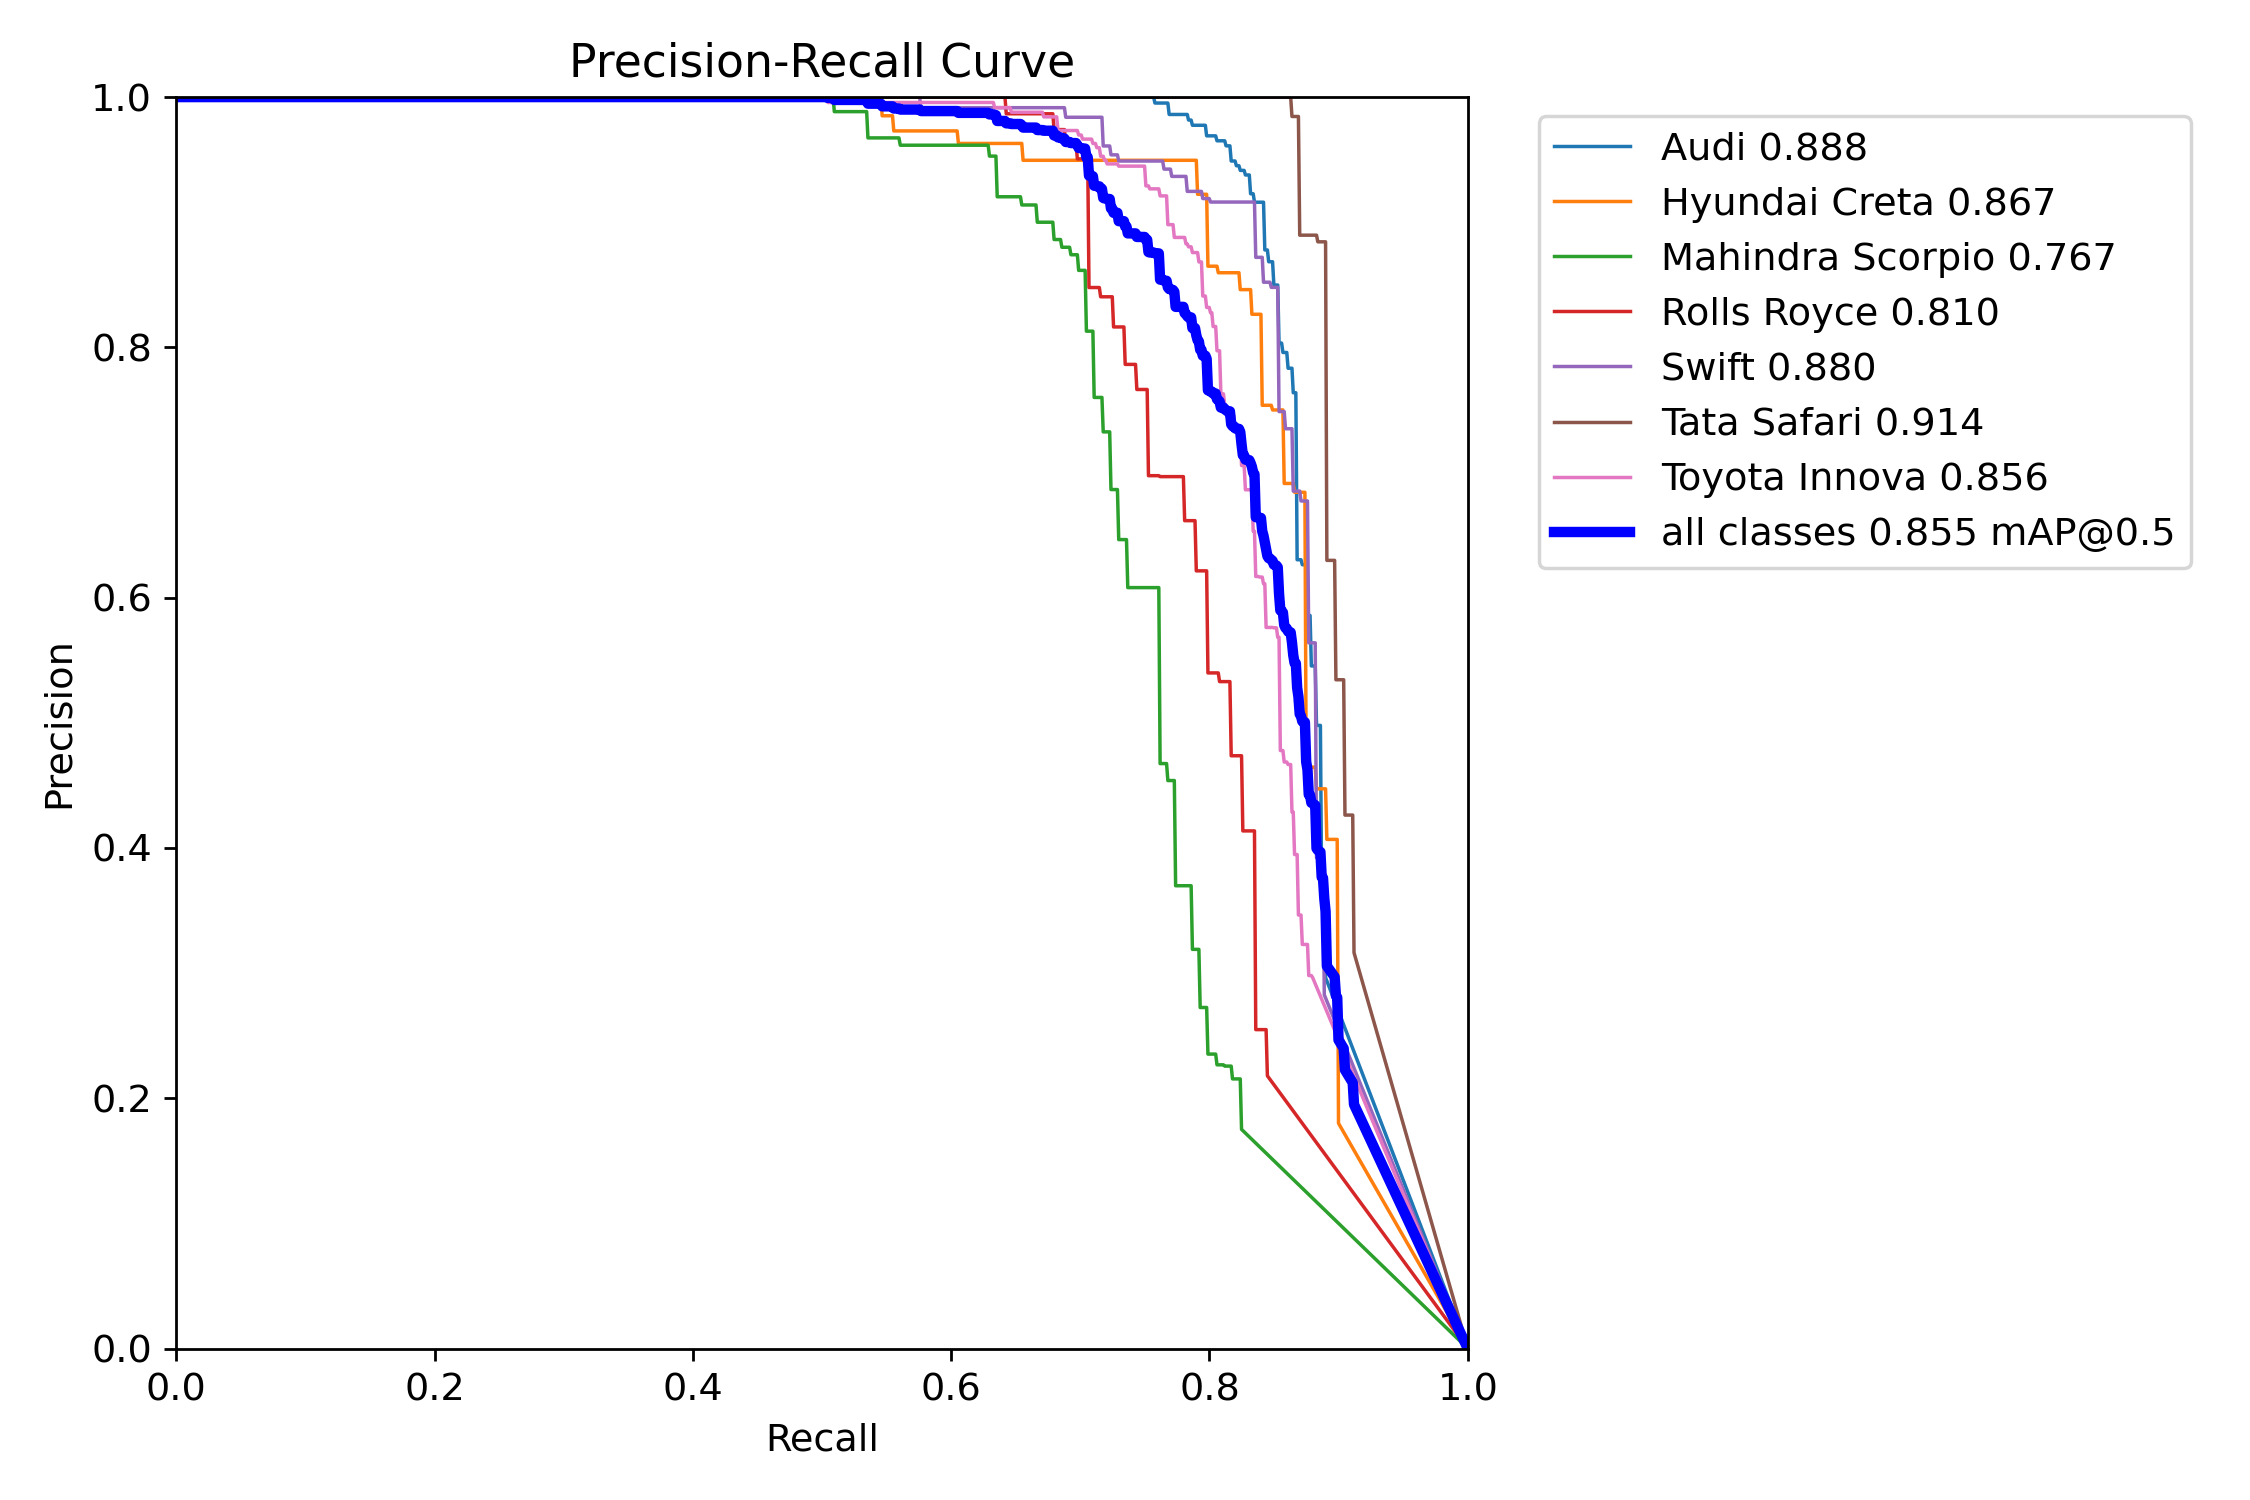 Precision-Recall Curve
1.0
0.8
0.6
0.4
0.2
0.0
Precision
0.0 0.2 0.4 0.6 0.8 1.0
Recall
Audi 0.888
Hyundai Creta 0.867
Mahindra Scorpio 0.767
Rolls Royce 0.810
Swift 0.880
Tata Safari 0.914
Toyota Innova 0.856
all classes 0.855 mAP@0.5